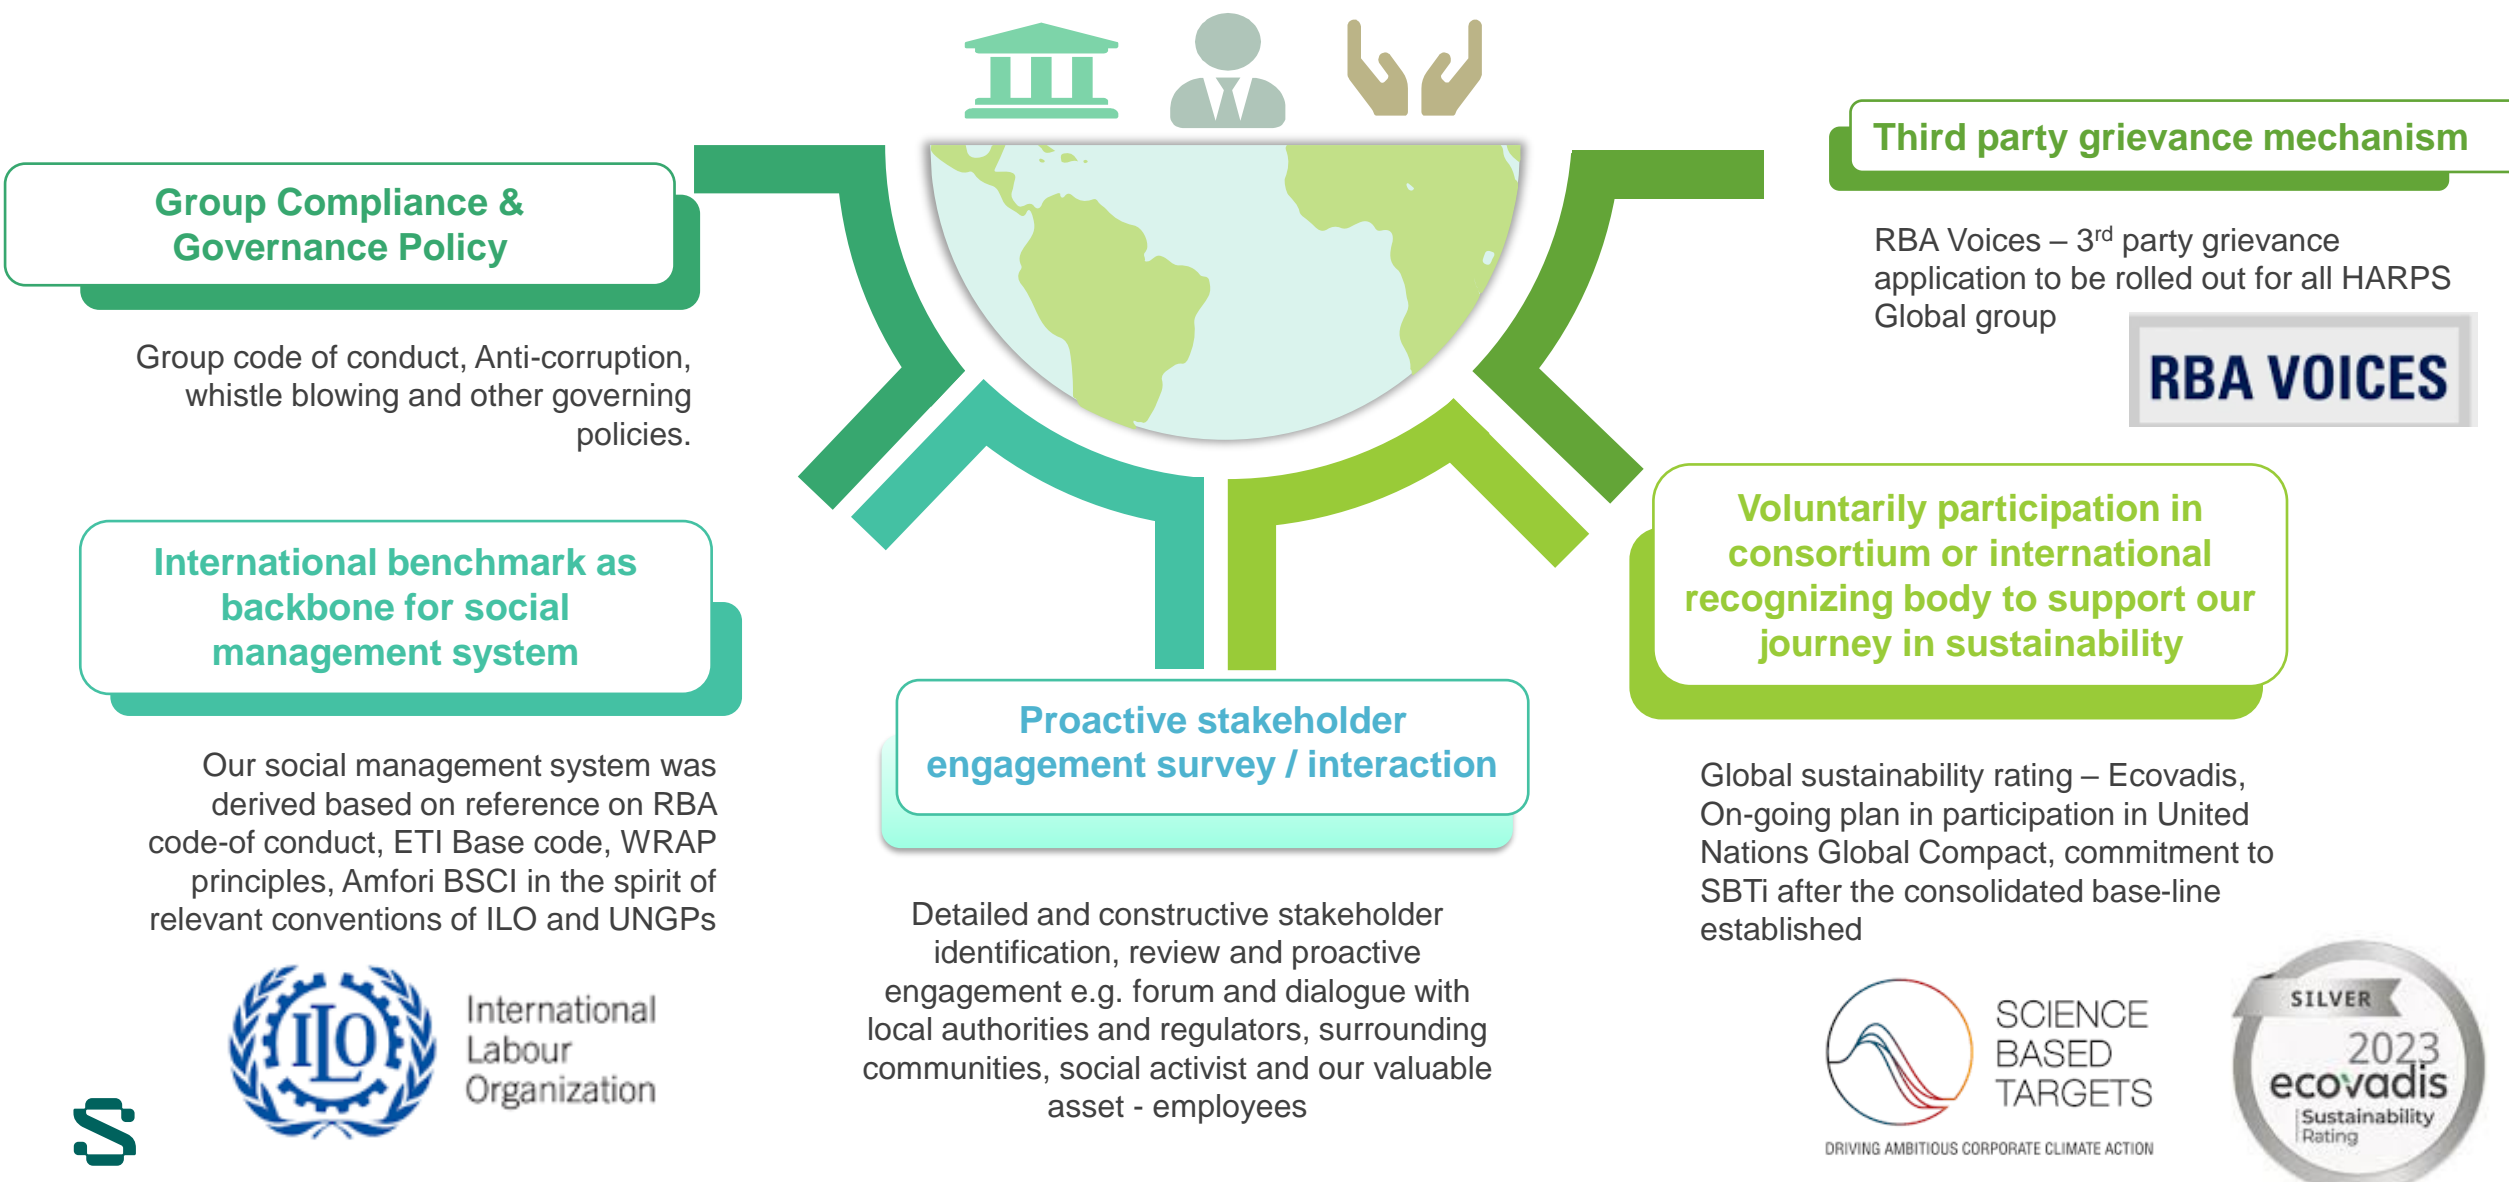 Group Compliance &
Governance Policy
Group code of conduct, Anti-corruption,
whistle blowing and other governing
policies.
International benchmark as
backbone for social
management system
Our social management system was
derived based on reference on RBA
code-of conduct, ETI Base code, WRAP
principles, Amfori BSCI in the spirit of
relevant conventions of ILO and UNGPs
ILO
International
Labour
Organization
Proactive stakeholder
engagement survey / interaction
Detailed and constructive stakeholder
identification, review and proactive
engagement e.g. forum and dialogue with
local authorities and regulators, surrounding
communities, social activist and our valuable
asset - employees
Third party grievance mechanism
RBA Voices – 3rd party grievance
application to be rolled out for all HARPS
Global group
RBA VOICES
Voluntarily participation in
consortium or international
recognizing body to support our
journey in sustainability
Global sustainability rating – Ecovadis,
On-going plan in participation in United
Nations Global Compact, commitment to
SBTi after the consolidated base-line
established
SCIENCE
BASED
TARGETS
DRIVING AMBITIOUS CORPORATE CLIMATE ACTION
SILVER
2023
ecovadis
Sustainability
Rating
S